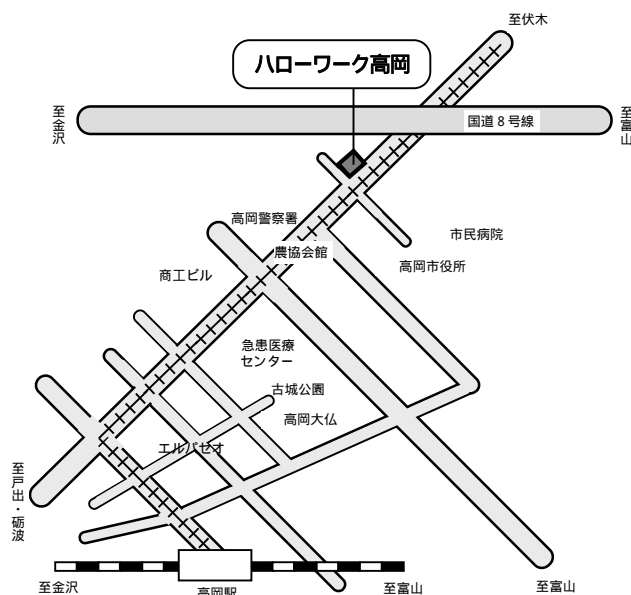 至伏木
ハローワーク高岡
至金沢
国道8号線
至富山
高岡警察署
農協会館
市民病院
高岡市役所
商工ビル
急患医療
センター
古城公園
高岡大仏
エルパセオ
至戸出・砺波
高岡駅
至金沢
至富山
至富山